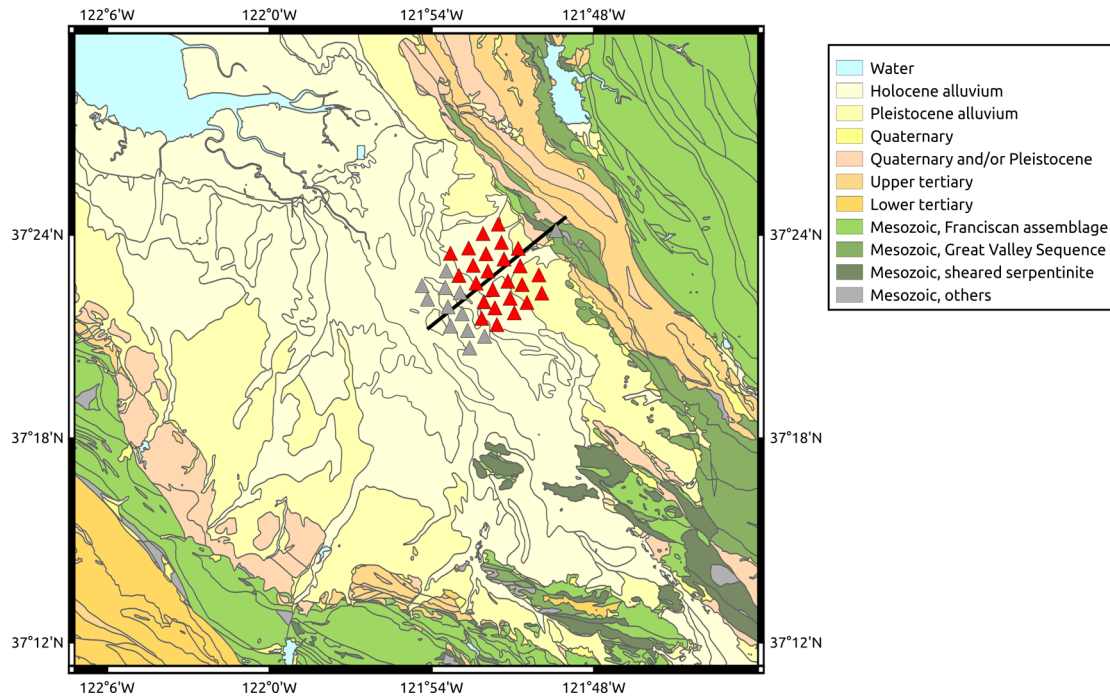 122°6'W 122°0'W 121°54'W 121°48'W
37°24'N 37°24'N
37°18'N 37°18'N
37°12'N 37°12'N
122°6'W 122°0'W 121°54'W 121°48'W
Water
Holocene alluvium
Pleistocene alluvium
Quaternary
Quaternary and/or Pleistocene
Upper tertiary
Lower tertiary
Mesozoic, Franciscan assemblage
Mesozoic, Great Valley Sequence
Mesozoic, sheared serpentinite
Mesozoic, others